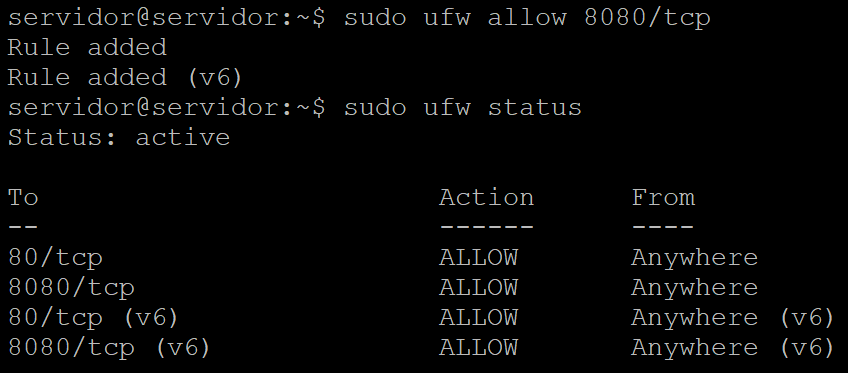 servidor@servidor:~$ sudo ufw allow 8080/tcp
Rule added
Rule added (v6)
servidor@servidor:~$ sudo ufw status
Status: active

To                         Action      From
--                         ------      ----
80/tcp                     ALLOW       Anywhere
8080/tcp                   ALLOW       Anywhere
80/tcp (v6)                ALLOW       Anywhere (v6)
8080/tcp (v6)              ALLOW       Anywhere (v6)